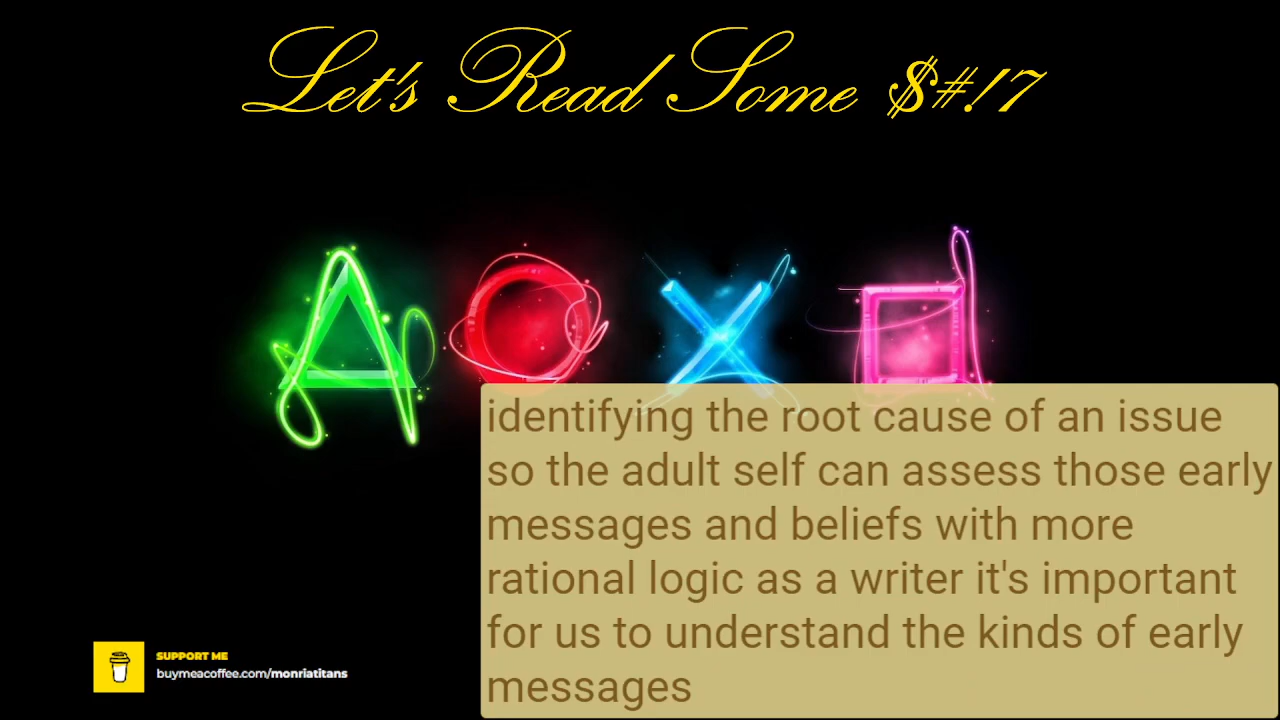 Let's Read Some $#!7
identifying the root cause of an issue
so the adult self can assess those early
messages and beliefs with more
rational logic as a writer it's important
for us to understand the kinds of early
messages
SUPPORT ME
buymeacoffee.com/monriatitans